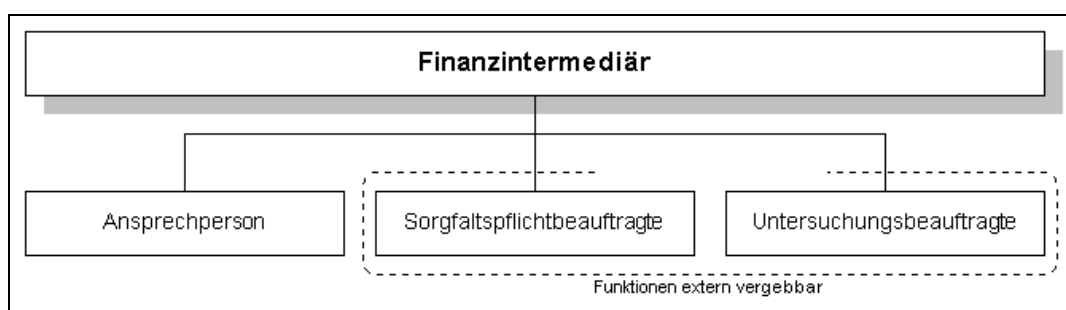 Finanzintermediär
Ansprechperson
Sorgfaltspflichtbeauftragte
Untersuchungsbeauftragte
Funktionen extern vergebbar